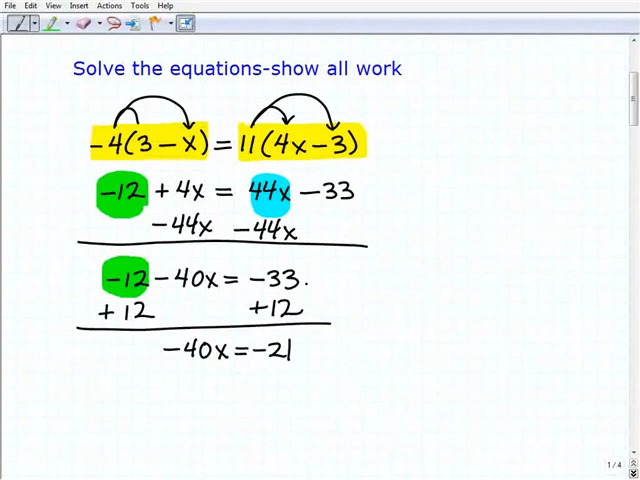 File Edit View Insert Actions Tools Help
Solve the equations-show all work
-4(3 - x) = 11(4x - 3)
-12 + 4x = 44x - 33
- 44x - 44x
-12 - 40x = -33.
+ 12 +12
-40x = -21
1 / 4